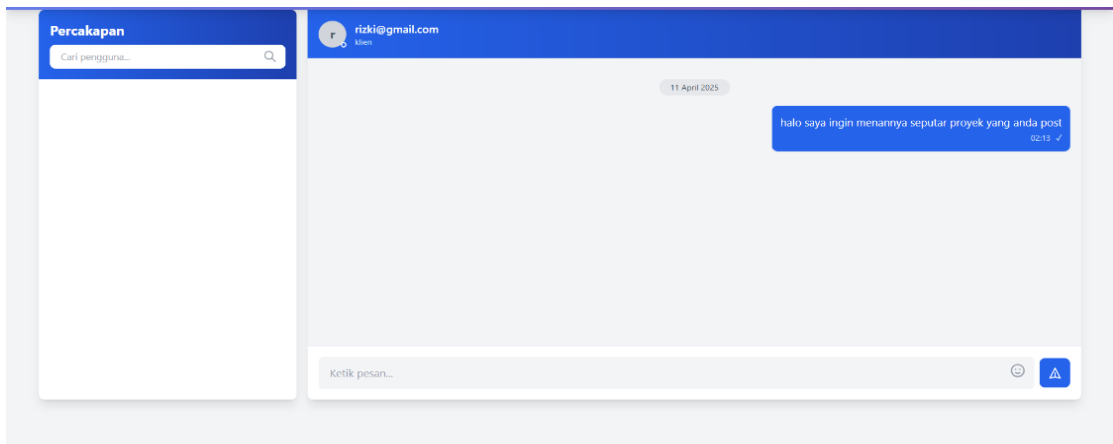 Percakapan
Cari pengguna...
r
rizki@gmail.com
klien
11 April 2025
halo saya ingin menannya seputar proyek yang anda post
02:13 ✓
Ketik pesan...